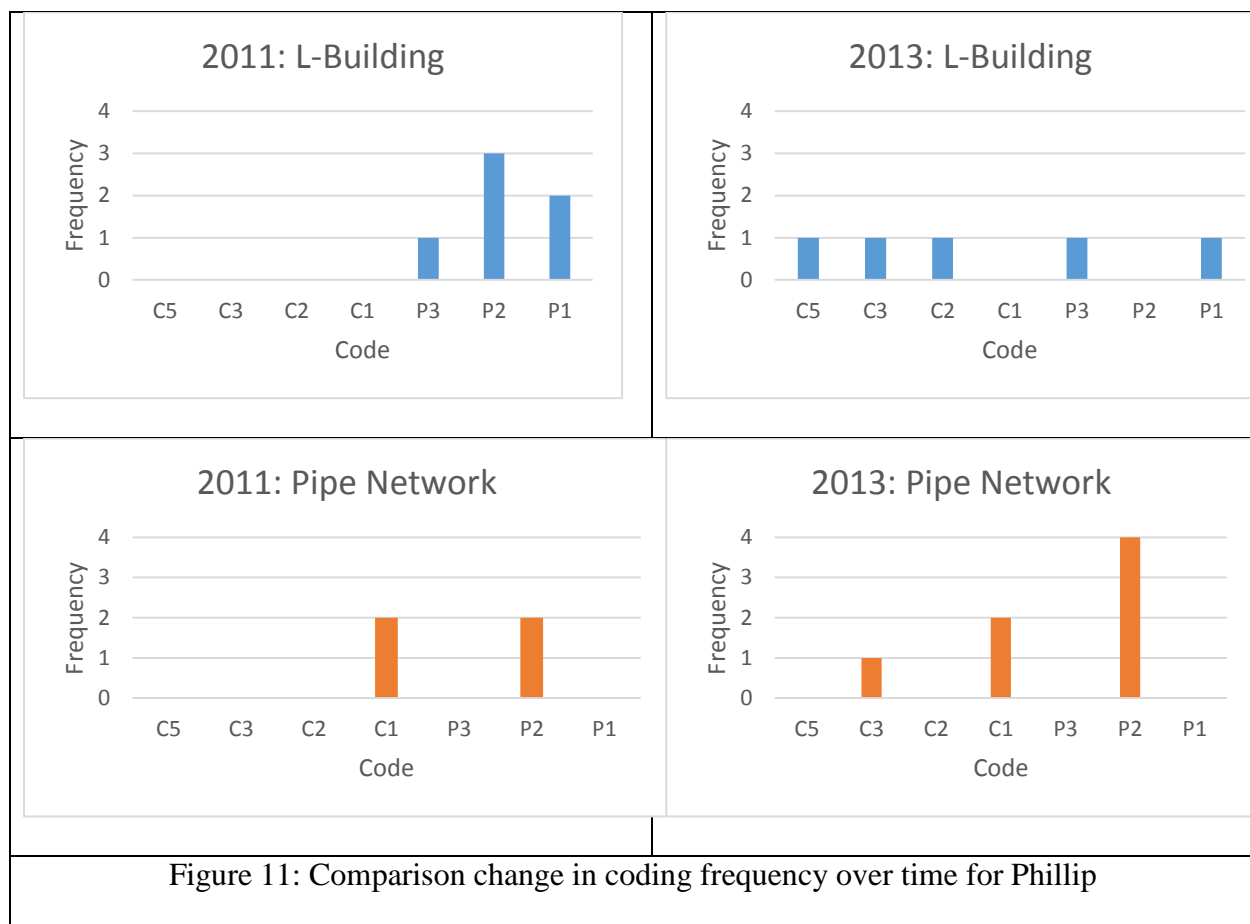 2011: L-Building
4
3
2
1
0
Frequency
C5 C3 C2 C1 P3 P2 P1
Code
2013: L-Building
4
3
2
1
0
Frequency
C5 C3 C2 C1 P3 P2 P1
Code
2011: Pipe Network
4
3
2
1
0
Frequency
C5 C3 C2 C1 P3 P2 P1
Code
2013: Pipe Network
4
3
2
1
0
Frequency
C5 C3 C2 C1 P3 P2 P1
Code
Figure 11: Comparison change in coding frequency over time for Phillip